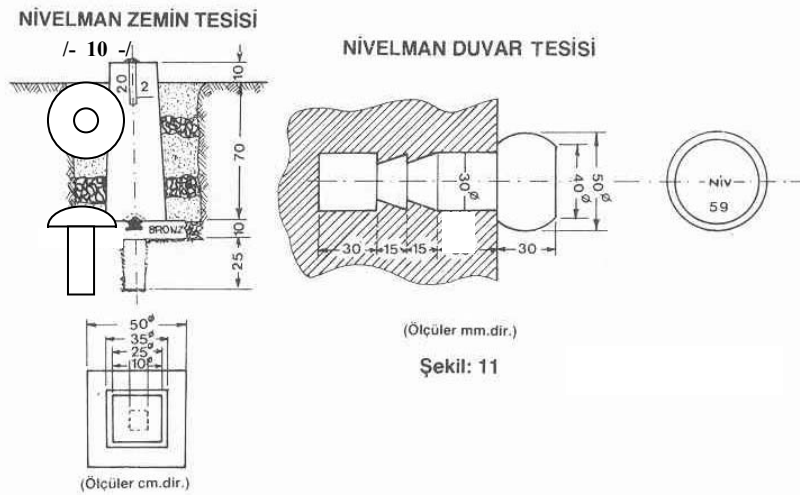 NİVELMAN ZEMİN TESİSİ
/- 10 -/
10
20
2
70
BRONZ
10
25
50ø
35ø
25ø
10ø
(Ölçüler cm.dir.)
NİVELMAN DUVAR TESİSİ
30ø
40ø
50ø
30
15
15
30
NİV
59
(Ölçüler mm.dir.)
Şekil: 11